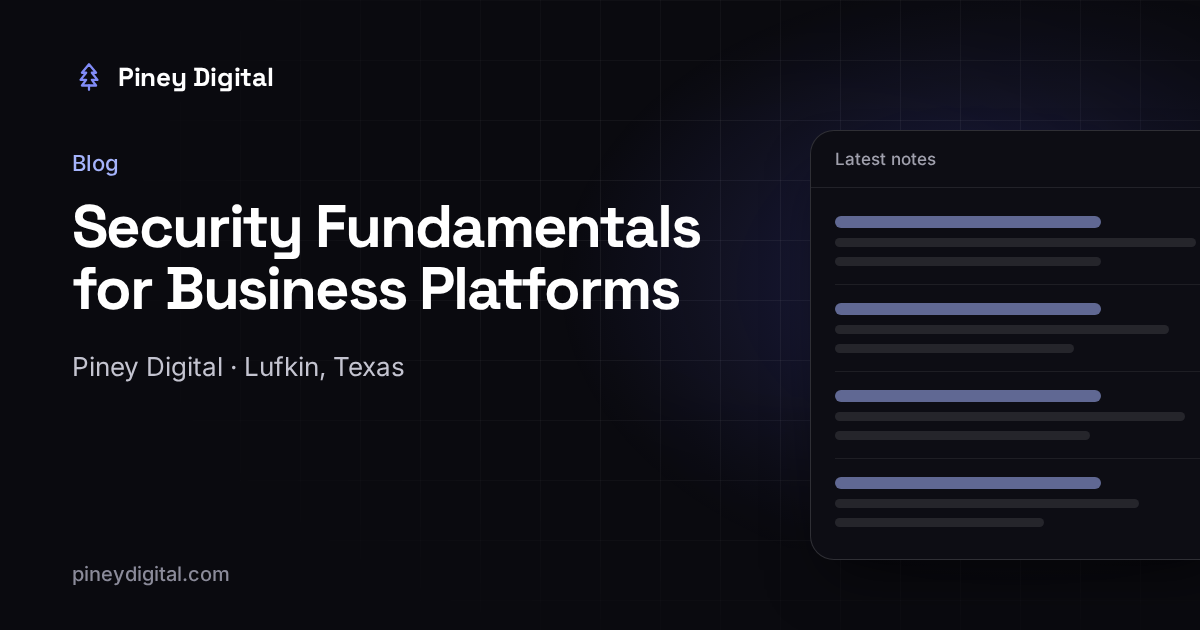 Piney Digital
Blog
Security Fundamentals
for Business Platforms
Piney Digital · Lufkin, Texas
pineydigital.com
Latest notes